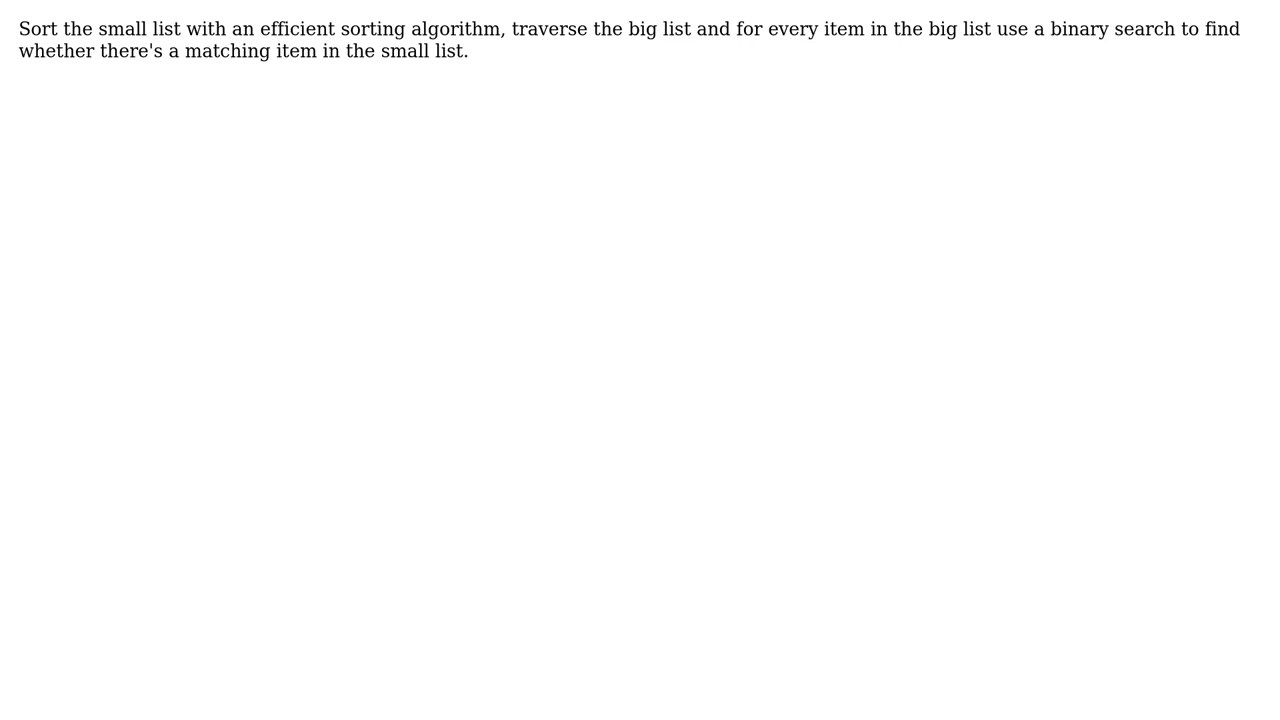 Sort the small list with an efficient sorting algorithm, traverse the big list and for every item in the big list use a binary search to find
whether there's a matching item in the small list.